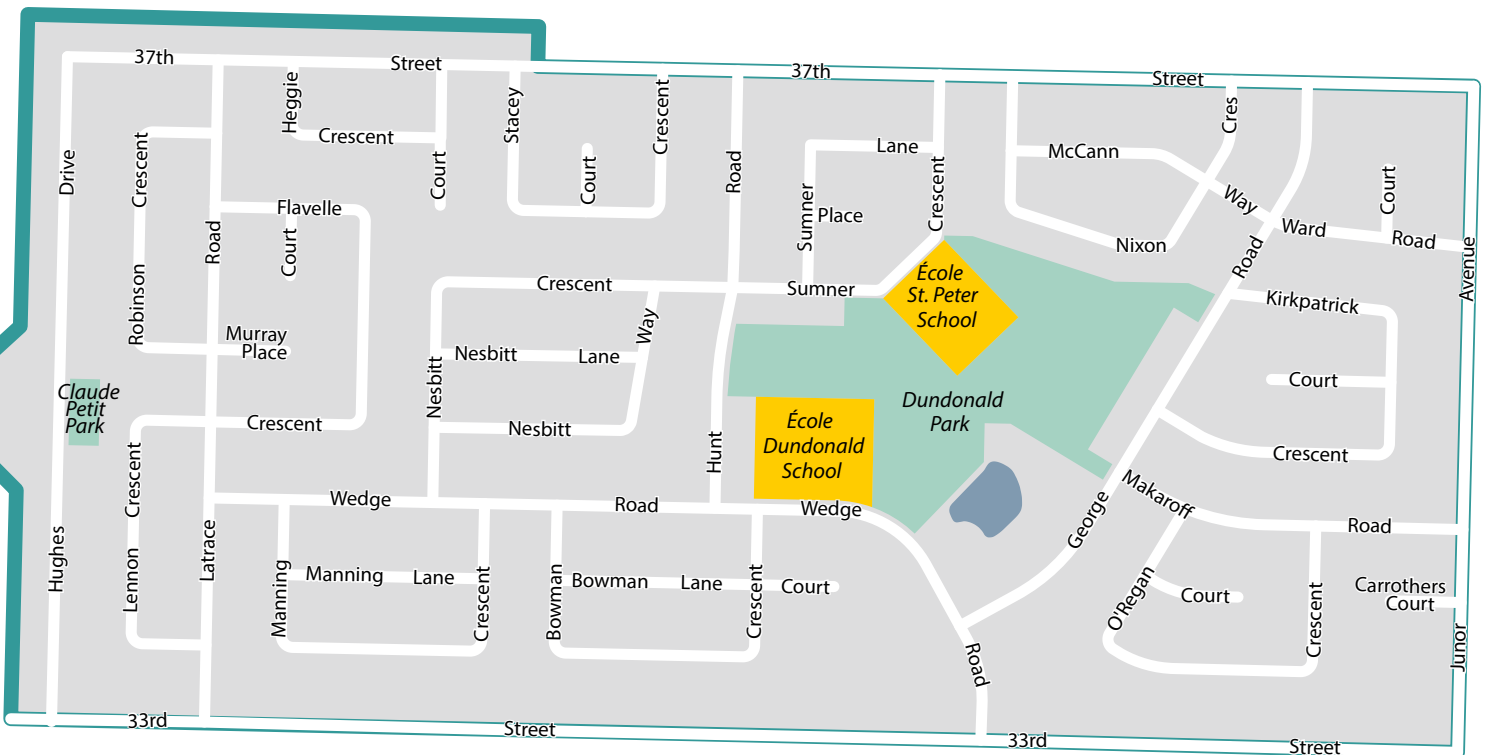 37th
Street
37th
Street
Drive
Crescent
Robinson
Road
Heggie
Crescent
Court
Stacey
Court
Crescent
Road
Lane
Sumner
Place
Crescent
McCann
Cres
Way
Nixon
Ward
Road
Court
Avenue
Road
Flavelle
Court
Murray
Place
Crescent
Crescent
Sumner
Way
Nesbitt
Lane
Nesbitt
Nesbitt
École
St. Peter
School
Kirkpatrick
Court
Crescent
Claude
Petit
Park
Dundonald
Park
École
Dundonald
School
Hunt
Crescent
Lennon
Hughes
Latrace
Wedge
Road
Wedge
Makaroff
Road
George
Manning
Manning
Lane
Crescent
Bowman
Bowman
Lane
Crescent
Court
Road
O'Regan
Court
Crescent
Carrothers
Court
Junor
33rd
Street
33rd
Street